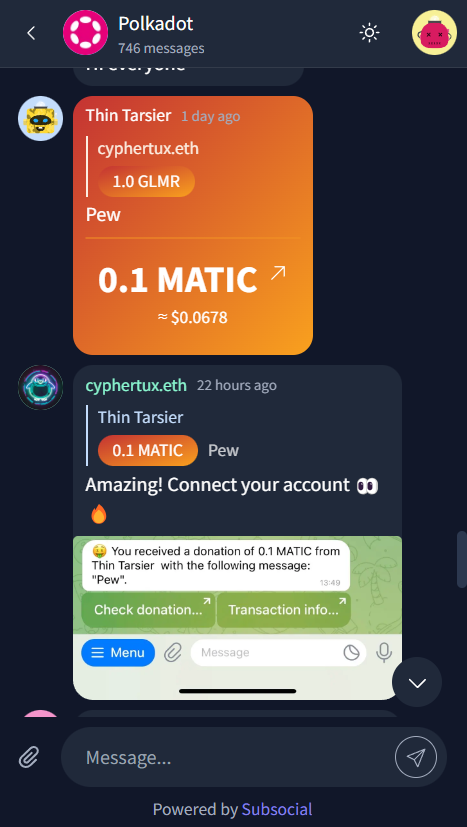 Polkadot
746 messages
Hi everyone
Thin Tarsier 1 day ago
cyphertux.eth
1.0 GLMR
Pew
0.1 MATIC
≈ $0.0678
cyphertux.eth 22 hours ago
Thin Tarsier
0.1 MATIC Pew
Amazing! Connect your account 👀
🔥
🤑 You received a donation of 0.1 MATIC from
Thin Tarsier with the following message:
"Pew".
13:49
Check donation... Transaction info...
Menu Message
Message...
Powered by Subsocial